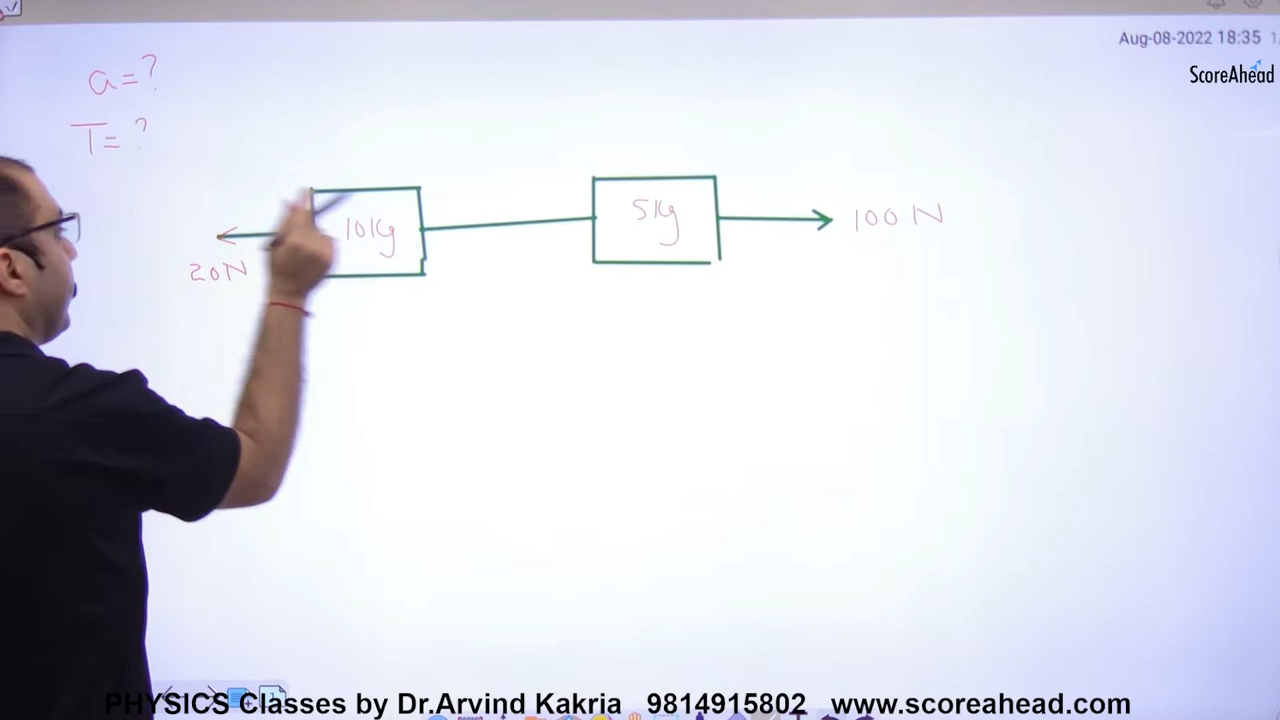 Aug-08-2022 18:35
ScoreAhead
a = ?
T = ?
10Kg
5Kg
100 N
20N
PHYSICS Classes by Dr.Arvind Kakria 9814915802 www.scoreahead.com